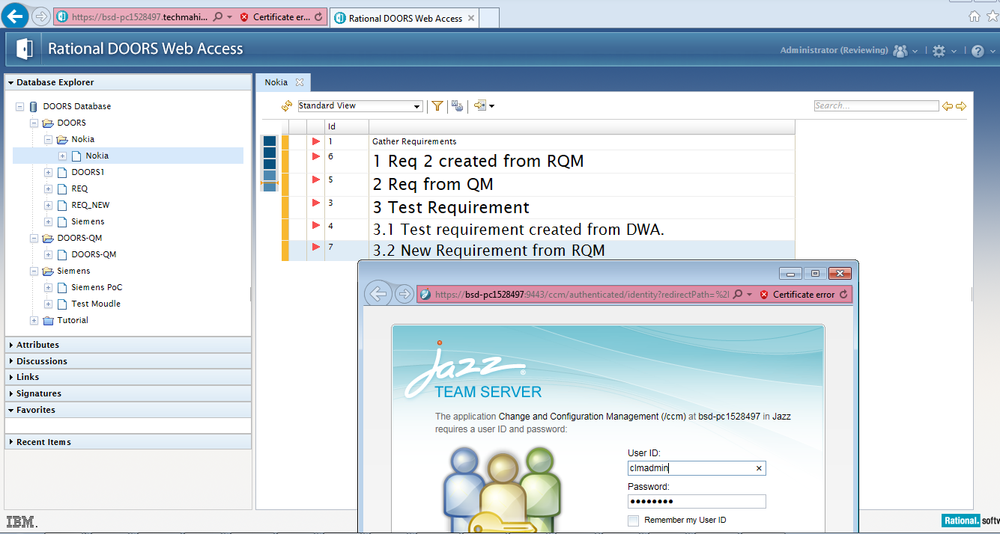 https://bsd-pc1528497.techmahi...
Certificate er...
Rational DOORS Web Access
Rational DOORS Web Access
Administrator (Reviewing)
Database Explorer
DOORS Database
DOORS
Nokia
Nokia
DOORS1
REQ
REQ_NEW
Siemens
DOORS-QM
DOORS-QM
Siemens
Siemens PoC
Test Moudle
Tutorial
Attributes
Discussions
Links
Signatures
Favorites
Recent Items
Nokia
Standard View
Search...
Id
1 Gather Requirements
6 1 Req 2 created from RQM
5 2 Req from QM
3 3 Test Requirement
4 3.1 Test requirement created from DWA.
7 3.2 New Requirement from RQM
https://bsd-pc1528497:9443/ccm/authenticated/identity?redirectPath=%2
Certificate error
jazz ®
TEAM SERVER
The application Change and Configuration Management (/ccm) at bsd-pc1528497 in Jazz
requires a user ID and password:
User ID:
clmadmin
Password:
••••••••
Remember my User ID
IBM.
Rational. softw